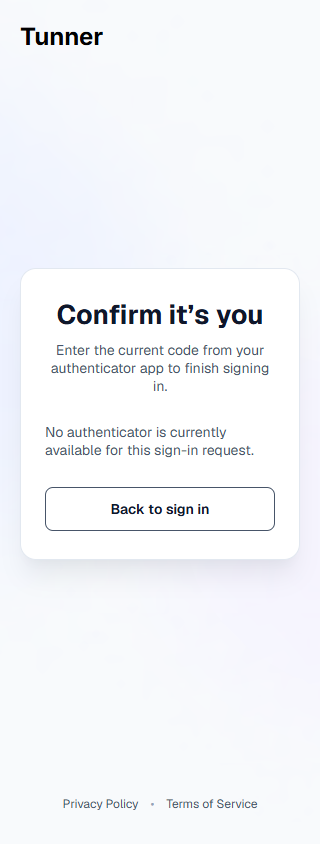 Tunner
Confirm it’s you
Enter the current code from your
authenticator app to finish signing
in.
No authenticator is currently
available for this sign-in request.
Back to sign in
Privacy Policy • Terms of Service